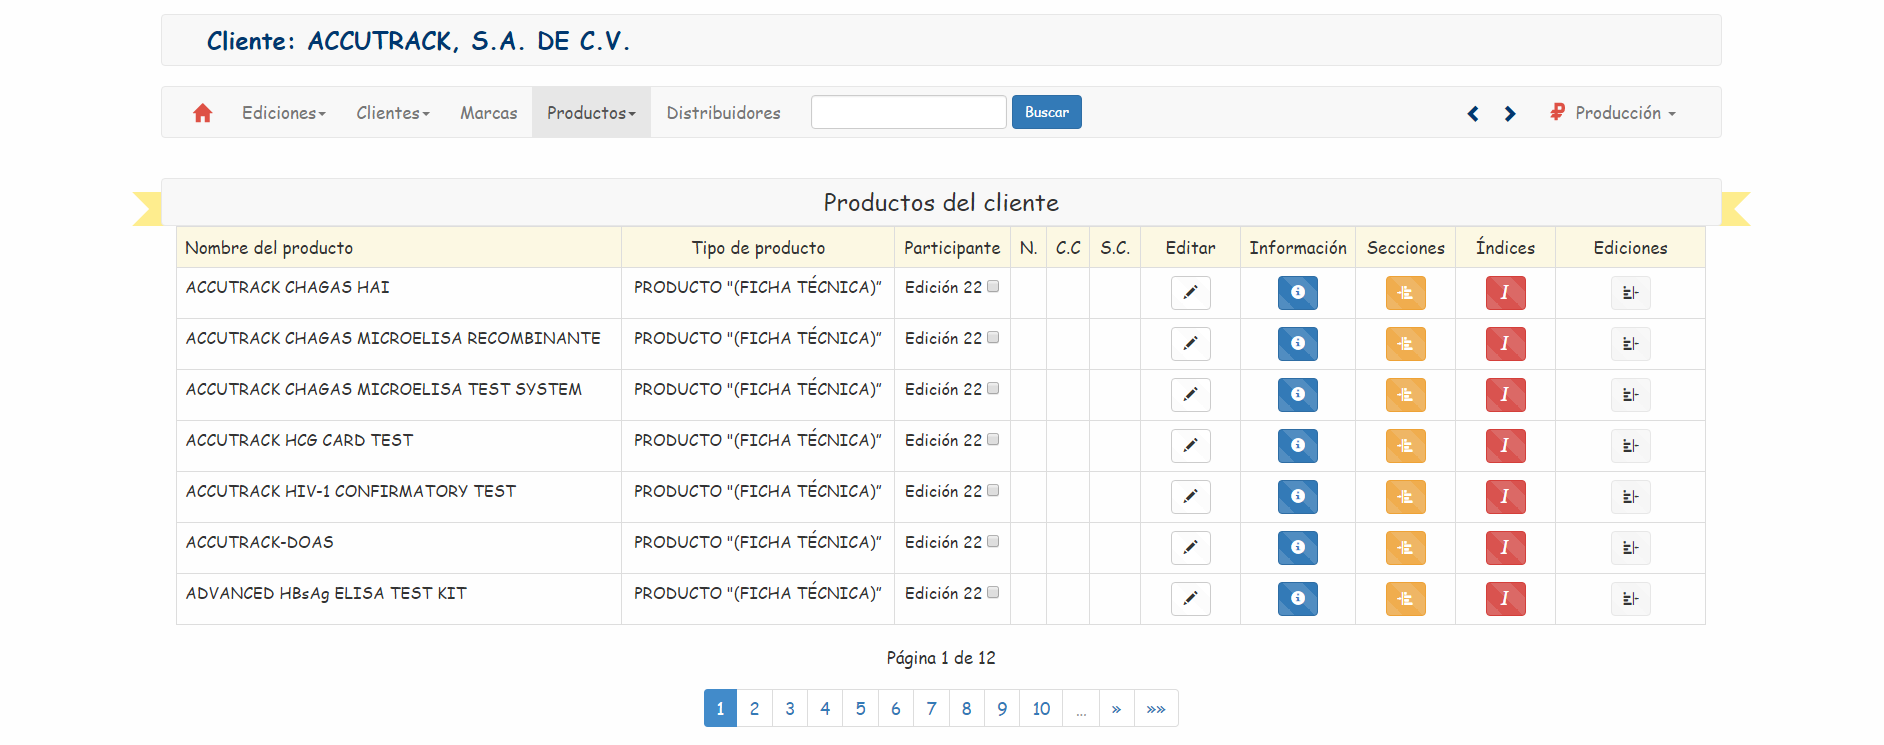 Cliente: ACCUTRACK, S.A. DE C.V.
Ediciones Clientes Marcas Productos Distribuidores Buscar Producción
Productos del cliente
Nombre del producto Tipo de producto Participante N. C.C S.C. Editar Información Secciones Índices Ediciones
ACCUTRACK CHAGAS HAI PRODUCTO "(FICHA TÉCNICA)" Edición 22 I
ACCUTRACK CHAGAS MICROELISA RECOMBINANTE PRODUCTO "(FICHA TÉCNICA)" Edición 22 I
ACCUTRACK CHAGAS MICROELISA TEST SYSTEM PRODUCTO "(FICHA TÉCNICA)" Edición 22 I
ACCUTRACK HCG CARD TEST PRODUCTO "(FICHA TÉCNICA)" Edición 22 I
ACCUTRACK HIV-1 CONFIRMATORY TEST PRODUCTO "(FICHA TÉCNICA)" Edición 22 I
ACCUTRACK-DOAS PRODUCTO "(FICHA TÉCNICA)" Edición 22 I
ADVANCED HBsAg ELISA TEST KIT PRODUCTO "(FICHA TÉCNICA)" Edición 22 I
Página 1 de 12
1 2 3 4 5 6 7 8 9 10 ... » »»